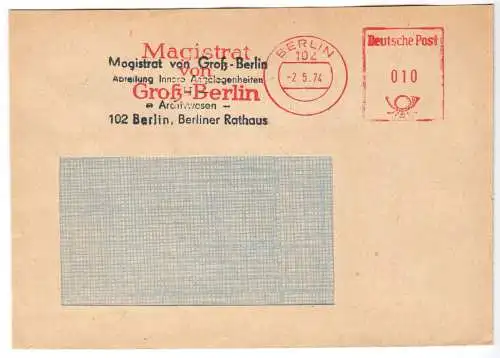 Magistrat
von
Groß-Berlin
Magistrat von Groß-Berlin
Abteilung Innere Angelegenheiten
— Archivwesen —
102 Berlin, Berliner Rathaus
BERLIN
102
-2.5.74
Deutsche Post
010